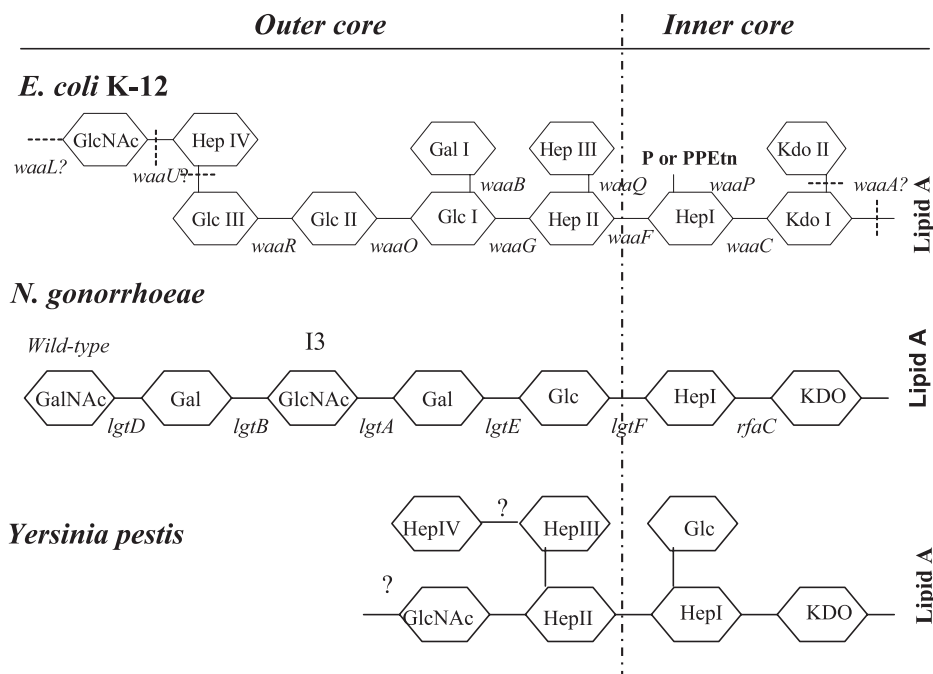 Outer core
Inner core
E. coli K-12
GlcNAc
Hep IV
Gal I
Hep III
P or PPEtn
Kdo II
waaL?
waaU?
waaB
waaQ
waaP
waaA?
Glc III
Glc II
Glc I
Hep II
HepI
Kdo I
Lipid A
waaR
waaO
waaG
waaF
waaC
N. gonorrhoeae
Wild-type
I3
GalNAc
Gal
GlcNAc
Gal
Glc
HepI
KDO
Lipid A
lgtD
lgtB
lgtA
lgtE
lgtF
rfaC
Yersinia pestis
HepIV
?
HepIII
Glc
?
GlcNAc
HepII
HepI
KDO
Lipid A